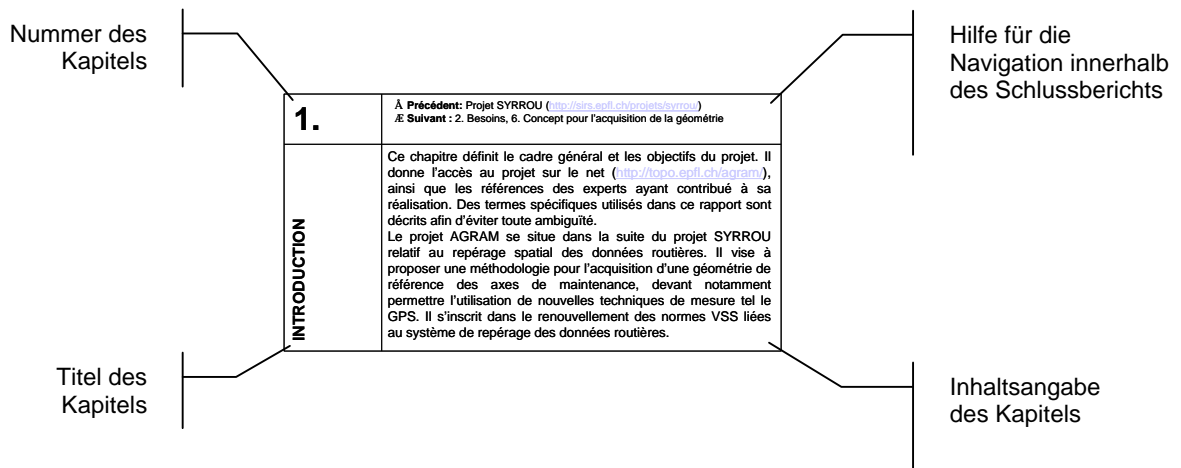 Nummer des
Kapitels
Hilfe für die
Navigation innerhalb
des Schlussberichts
1.
Å Précédent: Projet SYRROU (http://sirs.epfl.ch/projets/syrrou/)
Æ Suivant : 2. Besoins, 6. Concept pour l'acquisition de la géométrie
INTRODUCTION
Ce chapitre définit le cadre général et les objectifs du projet. Il
donne l'accès au projet sur le net (http://topo.epfl.ch/agram/),
ainsi que les références des experts ayant contribué à sa
réalisation. Des termes spécifiques utilisés dans ce rapport sont
décrits afin d'éviter toute ambiguïté.
Le projet AGRAM se situe dans la suite du projet SYRROU
relatif au repérage spatial des données routières. Il vise à
proposer une méthodologie pour l'acquisition d'une géométrie de
référence des axes de maintenance, devant notamment
permettre l'utilisation de nouvelles techniques de mesure tel le
GPS. Il s'inscrit dans le renouvellement des normes VSS liées
au système de repérage des données routières.
Titel des
Kapitels
Inhaltsangabe
des Kapitels